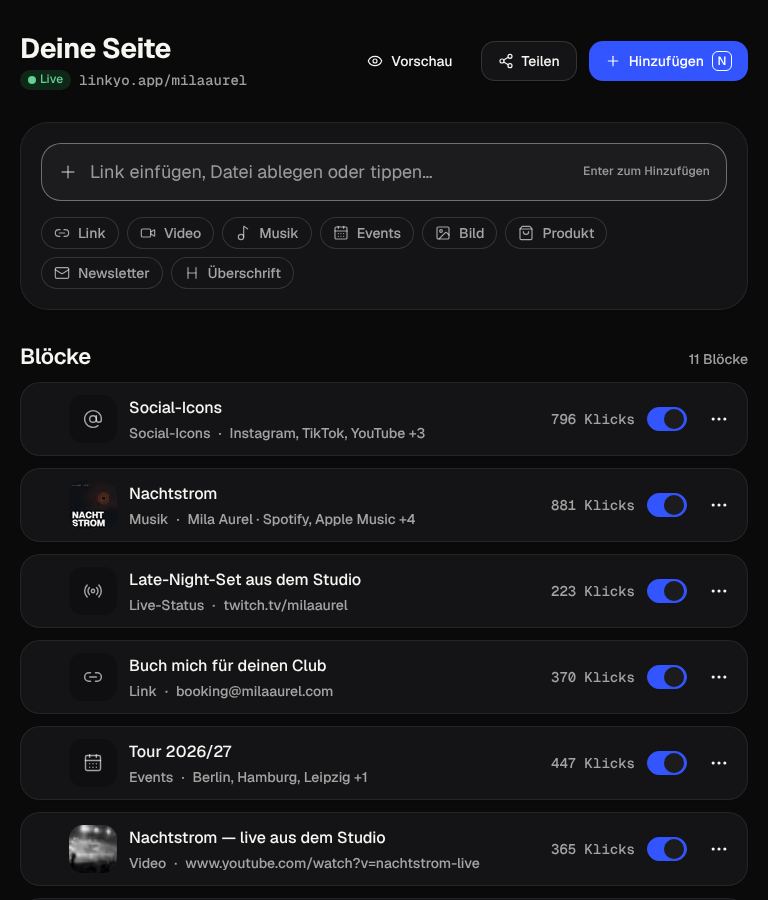 Deine Seite
Live linkyo.app/milaaurel
Vorschau
Teilen
Hinzufügen N
Link einfügen, Datei ablegen oder tippen…
Enter zum Hinzufügen
Link
Video
Musik
Events
Bild
Produkt
Newsletter
Überschrift
Blöcke
11 Blöcke
Social-Icons
Social-Icons · Instagram, TikTok, YouTube +3
796 Klicks
NACHT
STROM
Nachtstrom
Musik · Mila Aurel · Spotify, Apple Music +4
881 Klicks
Late-Night-Set aus dem Studio
Live-Status · twitch.tv/milaaurel
223 Klicks
Buch mich für deinen Club
Link · booking@milaaurel.com
370 Klicks
Tour 2026/27
Events · Berlin, Hamburg, Leipzig +1
447 Klicks
Nachtstrom — live aus dem Studio
Video · www.youtube.com/watch?v=nachtstrom-live
365 Klicks